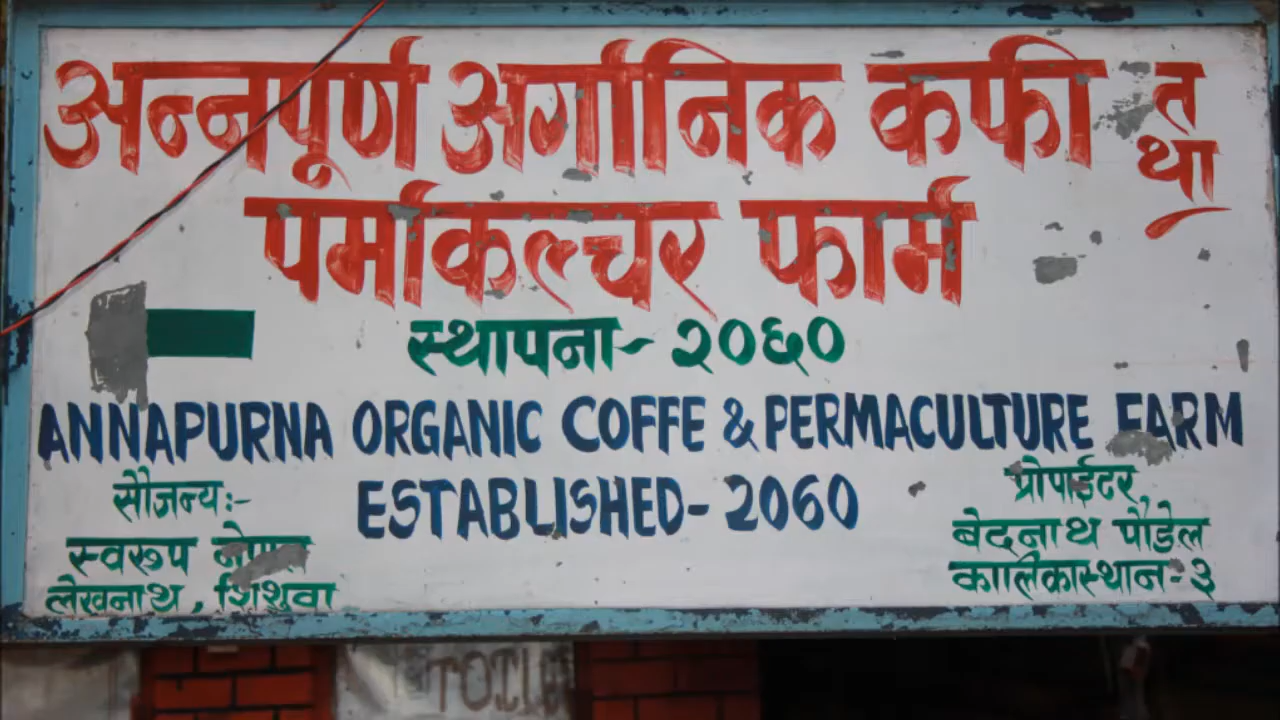 अन्नपूर्ण अर्गानिक कफी तथा
पर्माकल्चर फार्म
स्थापना- २०६०
ANNAPURNA ORGANIC COFFE & PERMACULTURE FARM
ESTABLISHED- 2060
सौजन्य:-
स्वरूप
लेखनाथ, शिशुवा
प्रोपाईटर
बेदनाथ पौडेल
कालिकास्थान-३